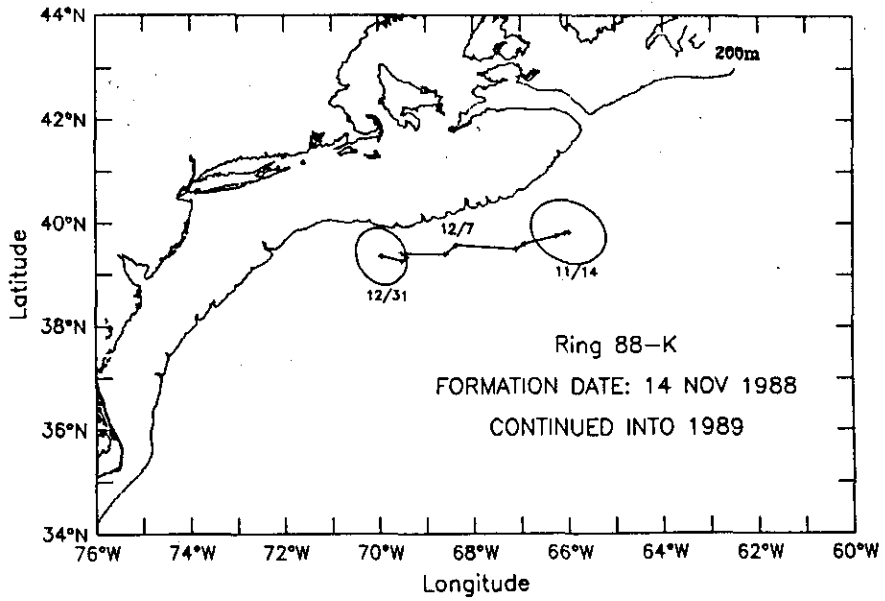 44°N
42°N
40°N
38°N
36°N
34°N
Latitude
200m
12/7
11/14
12/31
Ring 88-K
FORMATION DATE: 14 NOV 1988
CONTINUED INTO 1989
76°W 74°W 72°W 70°W 68°W 66°W 64°W 62°W 60°W
Longitude